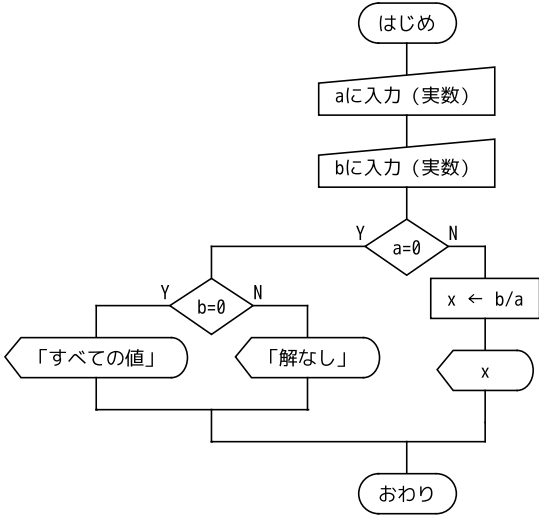 はじめ
aに入力 (実数)
bに入力 (実数)
Y
a=0
N
Y
b=0
N
x ← b/a
「すべての値」
「解なし」
x
おわり